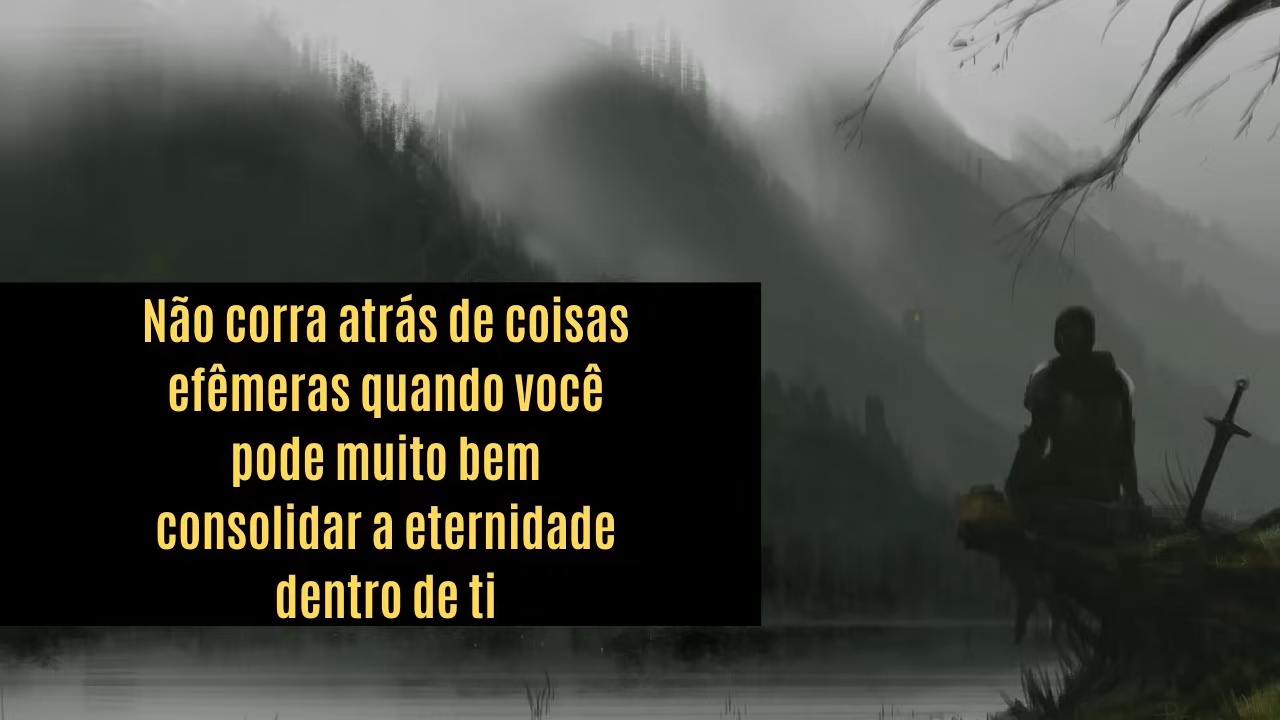 Não corra atrás de coisas
efêmeras quando você
pode muito bem
consolidar a eternidade
dentro de ti